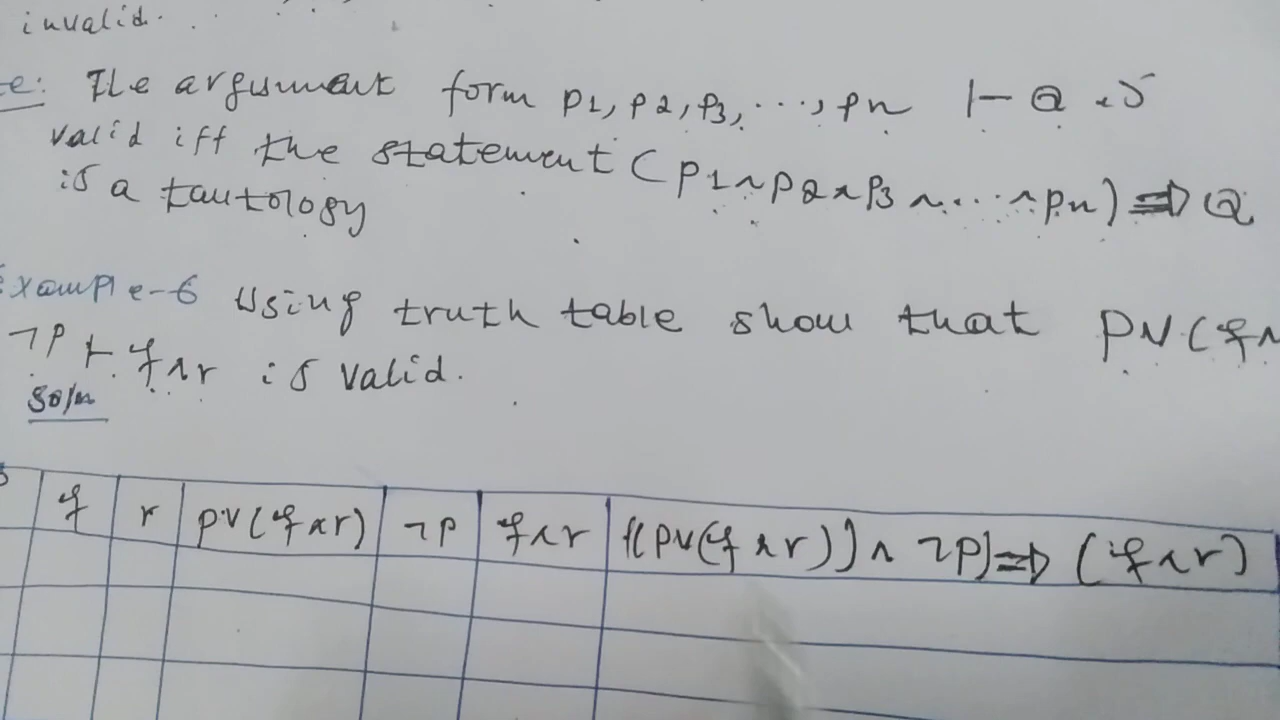 invalid.
e: The argument form p1, p2, p3, ..., pn ⊢ Q is
valid iff the statement (p1 ∧ p2 ∧ p3 ∧ ... ∧ pn) ⇒ Q
is a tautology
Example-6 Using truth table show that p∨(q∧
¬p ⊢ q∧r is valid.
Soln
q r p∨(q∧r) ¬p q∧r [(p∨(q∧r)) ∧ ¬p] ⇒ (q∧r)